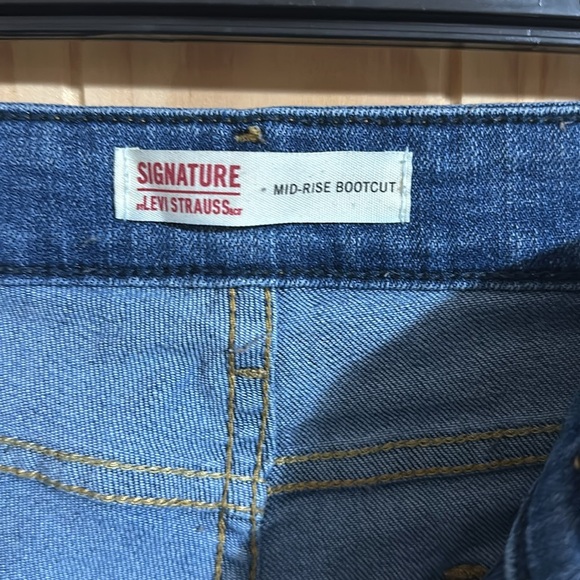 SIGNATURE
BY LEVI STRAUSS & CO.
MID-RISE BOOTCUT